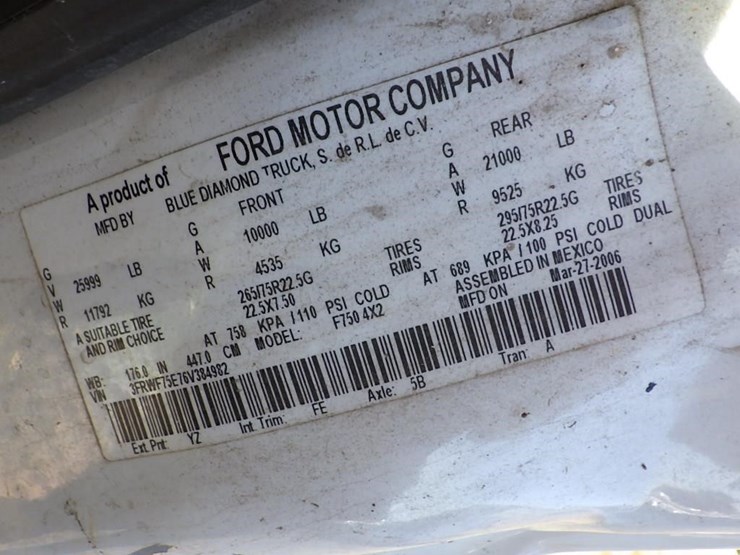 A product of FORD MOTOR COMPANY
MFD BY BLUE DIAMOND TRUCK, S. de R.L. de C.V.
FRONT REAR
GVWR 25999 LB GAWR 10000 LB GAWR 21000 LB
11792 KG 4535 KG 9525 KG
A SUITABLE TIRE 265/75R22.5G TIRES 295/75R22.5G TIRES
AND RIM CHOICE 22.5X7.50 RIMS 22.5X8.25 RIMS
AT 758 KPA / 110 PSI COLD AT 689 KPA / 100 PSI COLD DUAL
WB: 176.0 IN 447.0 CM MODEL: F750 4X2 ASSEMBLED IN MEXICO
VIN 3FRWF75E76V384982 MFD ON Mar-27-2006
Ext Pnt: YZ Int Trim: FE Axle: 5B Tran: A